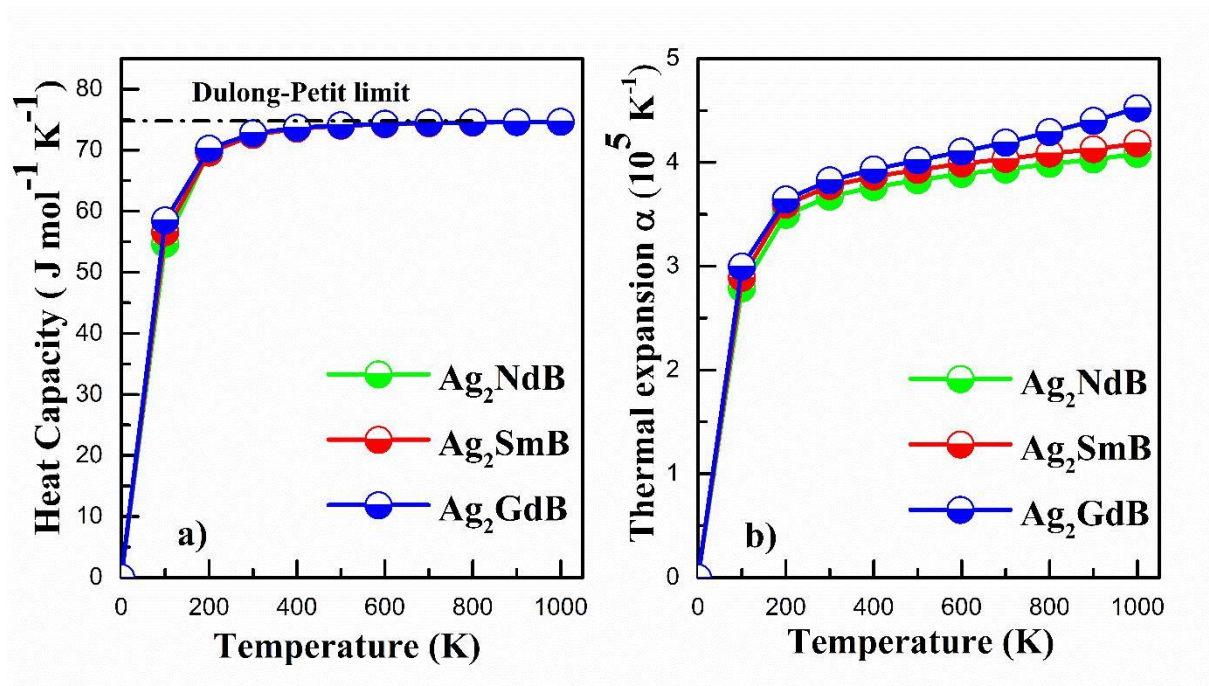 Heat Capacity ( J mol⁻¹ K⁻¹)
80
70
60
50
40
30
20
10
0
Dulong-Petit limit
Ag₂NdB
Ag₂SmB
Ag₂GdB
a)
0 200 400 600 800 1000
Temperature (K)
Thermal expansion α (10⁵ K⁻¹)
5
4
3
2
1
0
Ag₂NdB
Ag₂SmB
Ag₂GdB
b)
0 200 400 600 800 1000
Temperature (K)